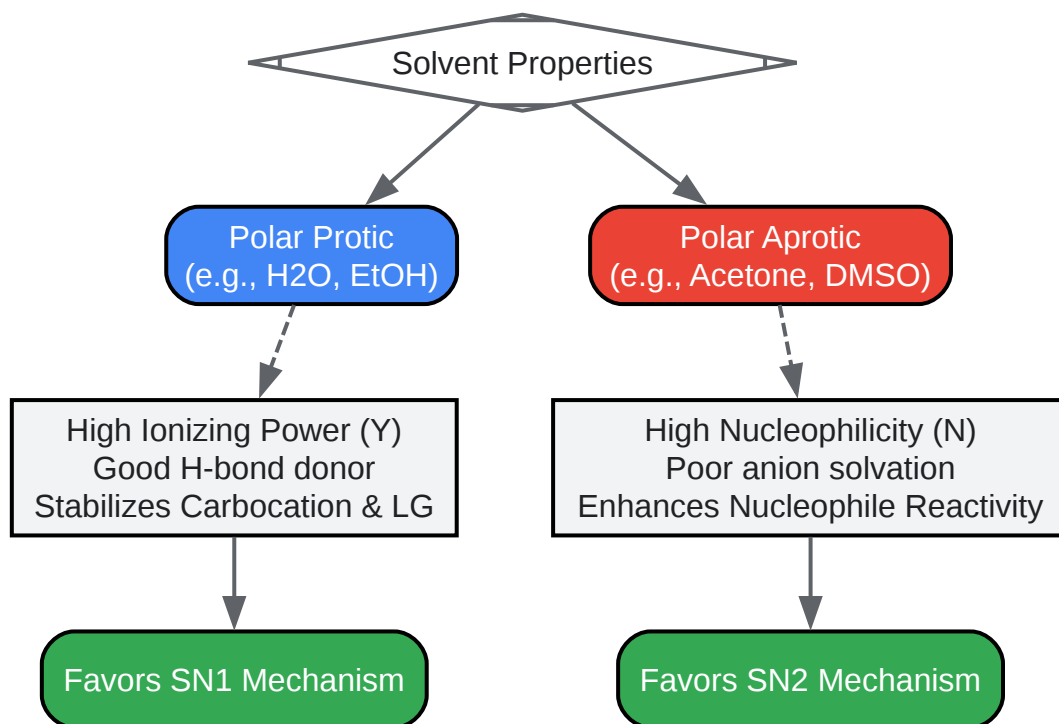 Solvent Properties
Polar Protic
(e.g., H2O, EtOH)
Polar Aprotic
(e.g., Acetone, DMSO)
High Ionizing Power (Y)
Good H-bond donor
Stabilizes Carbocation & LG
High Nucleophilicity (N)
Poor anion solvation
Enhances Nucleophile Reactivity
Favors SN1 Mechanism
Favors SN2 Mechanism